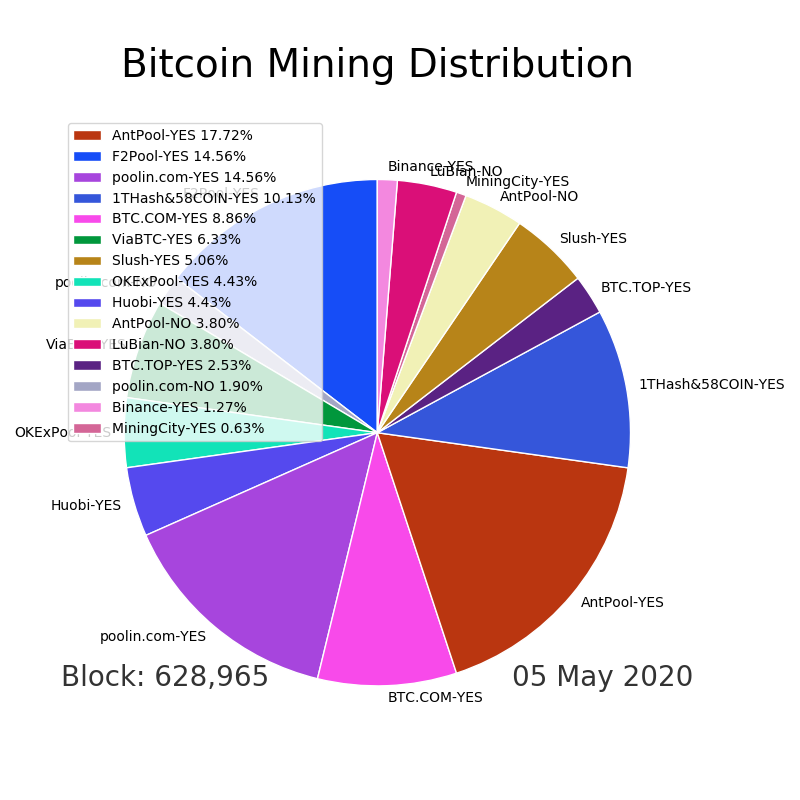 Bitcoin Mining Distribution
AntPool-YES 17.72%
F2Pool-YES 14.56%
poolin.com-YES 14.56%
1THash&58COIN-YES 10.13%
BTC.COM-YES 8.86%
ViaBTC-YES 6.33%
Slush-YES 5.06%
OKExPool-YES 4.43%
Huobi-YES 4.43%
AntPool-NO 3.80%
LuBian-NO 3.80%
BTC.TOP-YES 2.53%
poolin.com-NO 1.90%
Binance-YES 1.27%
MiningCity-YES 0.63%
Binance-YES
LuBian-NO
MiningCity-YES
AntPool-NO
Slush-YES
BTC.TOP-YES
1THash&58COIN-YES
AntPool-YES
BTC.COM-YES
poolin.com-YES
Huobi-YES
OKExPool-YES
F2Pool-YES
Block: 628,965
05 May 2020